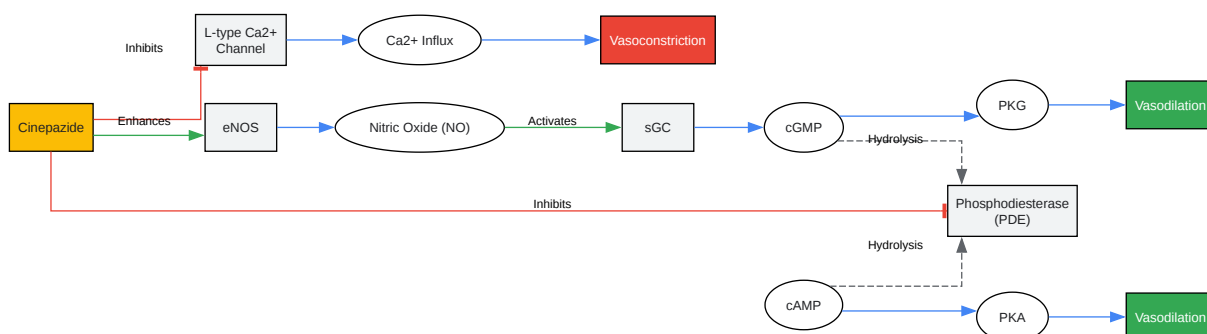 L-type Ca2+
Channel
Ca2+ Influx
Vasoconstriction
Inhibits
Cinepazide
Enhances
eNOS
Nitric Oxide (NO)
Activates
sGC
cGMP
PKG
Vasodilation
Hydrolysis
Inhibits
Phosphodiesterase
(PDE)
Hydrolysis
cAMP
PKA
Vasodilation